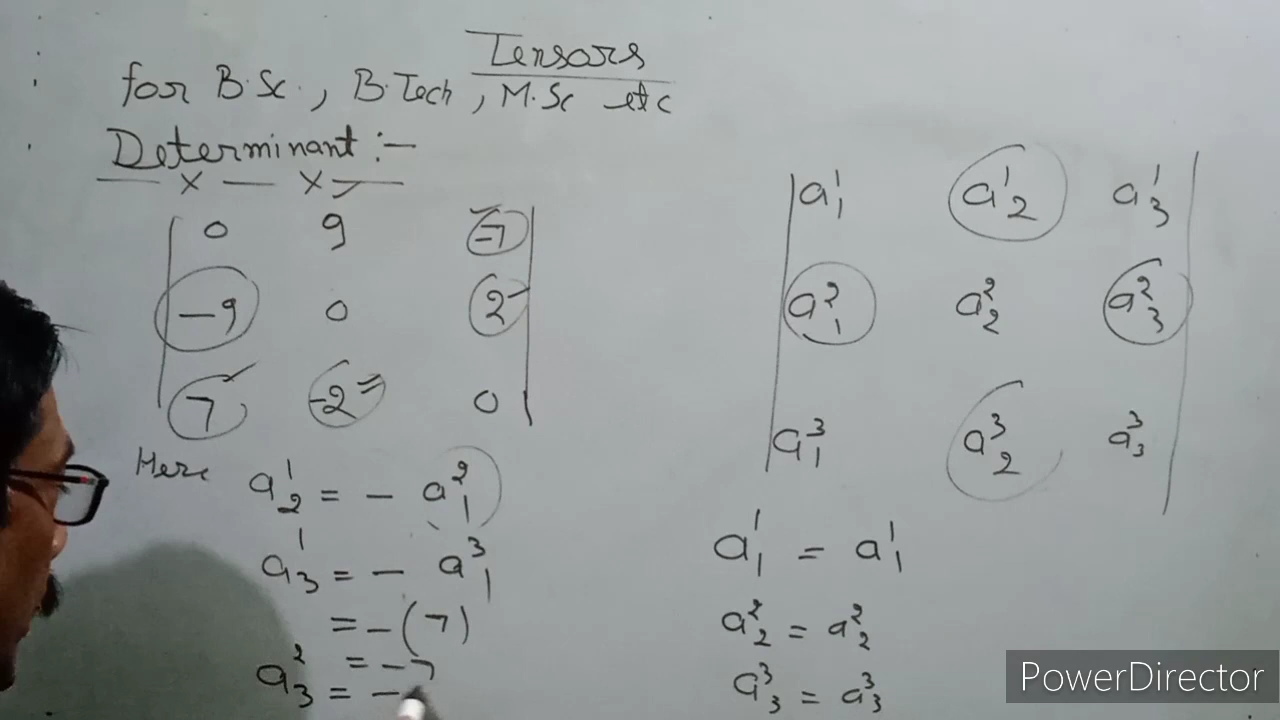 Tensors
for B.Sc., B.Tech, M.Sc etc
Determinant :-
— x — x —
0 9 -7
-9 0 2
7 -2 0
a¹₁ a¹₂ a¹₃
a²₁ a²₂ a²₃
a³₁ a³₂ a³₃
Here a¹₂ = - a²₁
a¹₃ = - a³₁
= -(7)
= -7
a²₃ = -
a¹₁ = a¹₁
a²₂ = a²₂
a³₃ = a³₃
PowerDirector